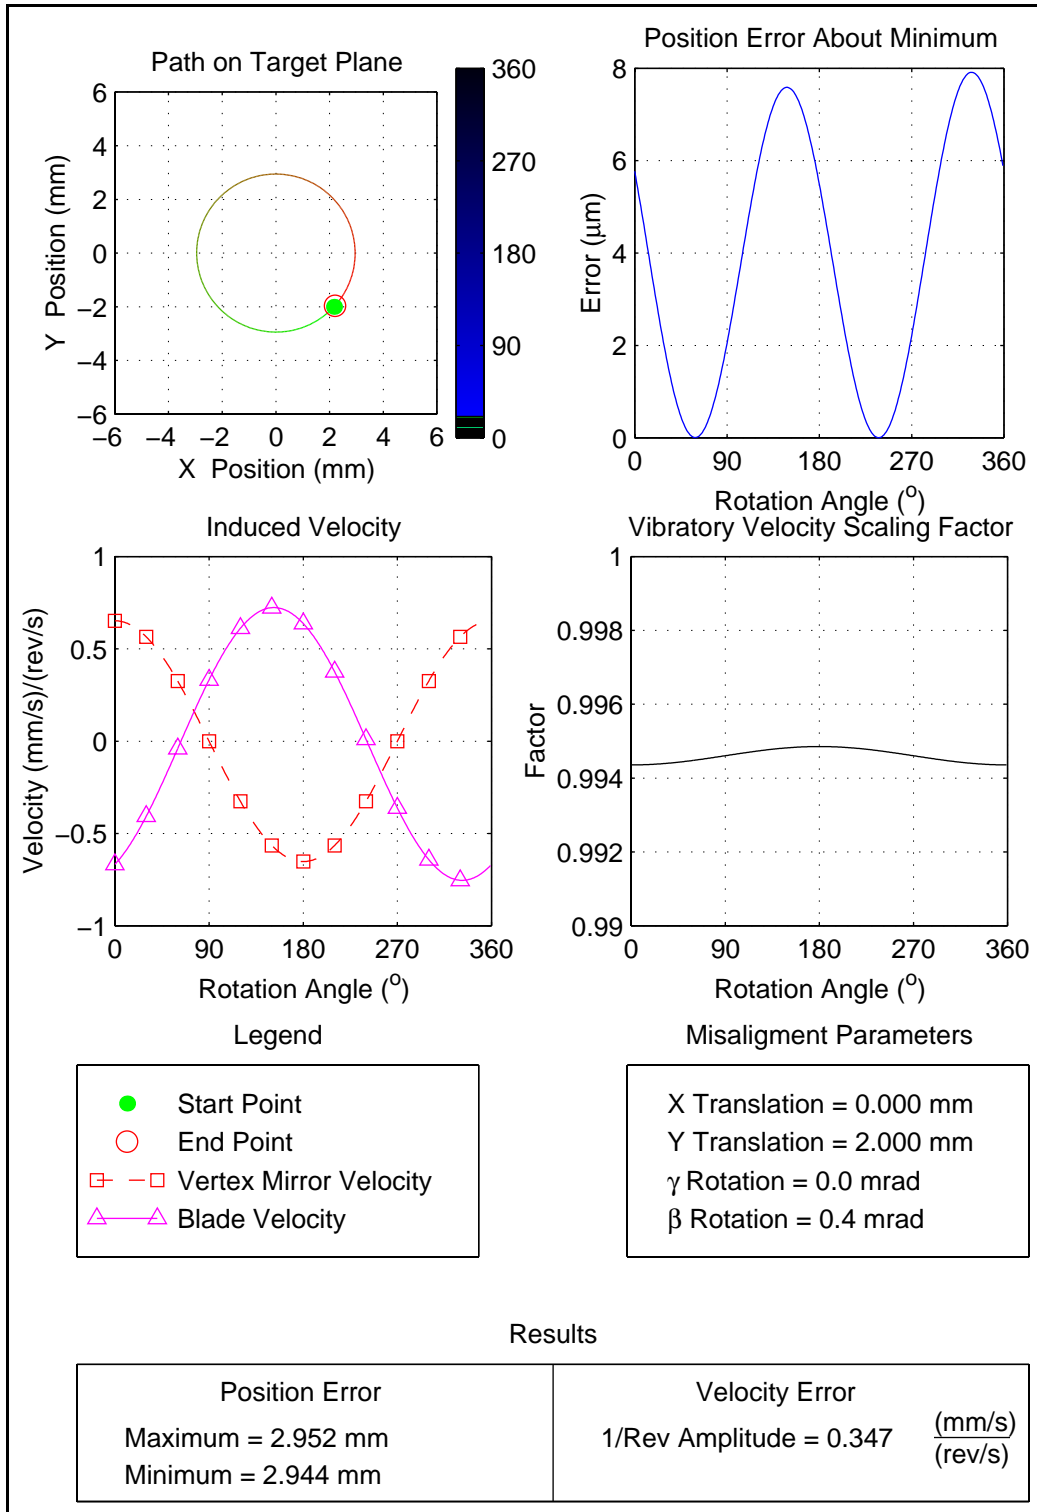 Path on Target Plane
6
4
2
0
−2
−4
−6
−6 −4 −2 0 2 4 6
X Position (mm)
Y Position (mm)
360
270
180
90
0
Position Error About Minimum
8
6
4
2
0
0 90 180 270 360
Rotation Angle (o)
Error (μm)
Induced Velocity
1
0.5
0
−0.5
−1
0 90 180 270 360
Rotation Angle (o)
Velocity (mm/s)/(rev/s)
Vibratory Velocity Scaling Factor
1
0.998
0.996
0.994
0.992
0.99
0 90 180 270 360
Rotation Angle (o)
Factor
Legend
Start Point
End Point
Vertex Mirror Velocity
Blade Velocity
Misaligment Parameters
X Translation = 0.000 mm
Y Translation = 2.000 mm
γ Rotation = 0.0 mrad
β Rotation = 0.4 mrad
Results
Position Error
Maximum = 2.952 mm
Minimum = 2.944 mm
Velocity Error
1/Rev Amplitude = 0.347 (mm/s)
(rev/s)